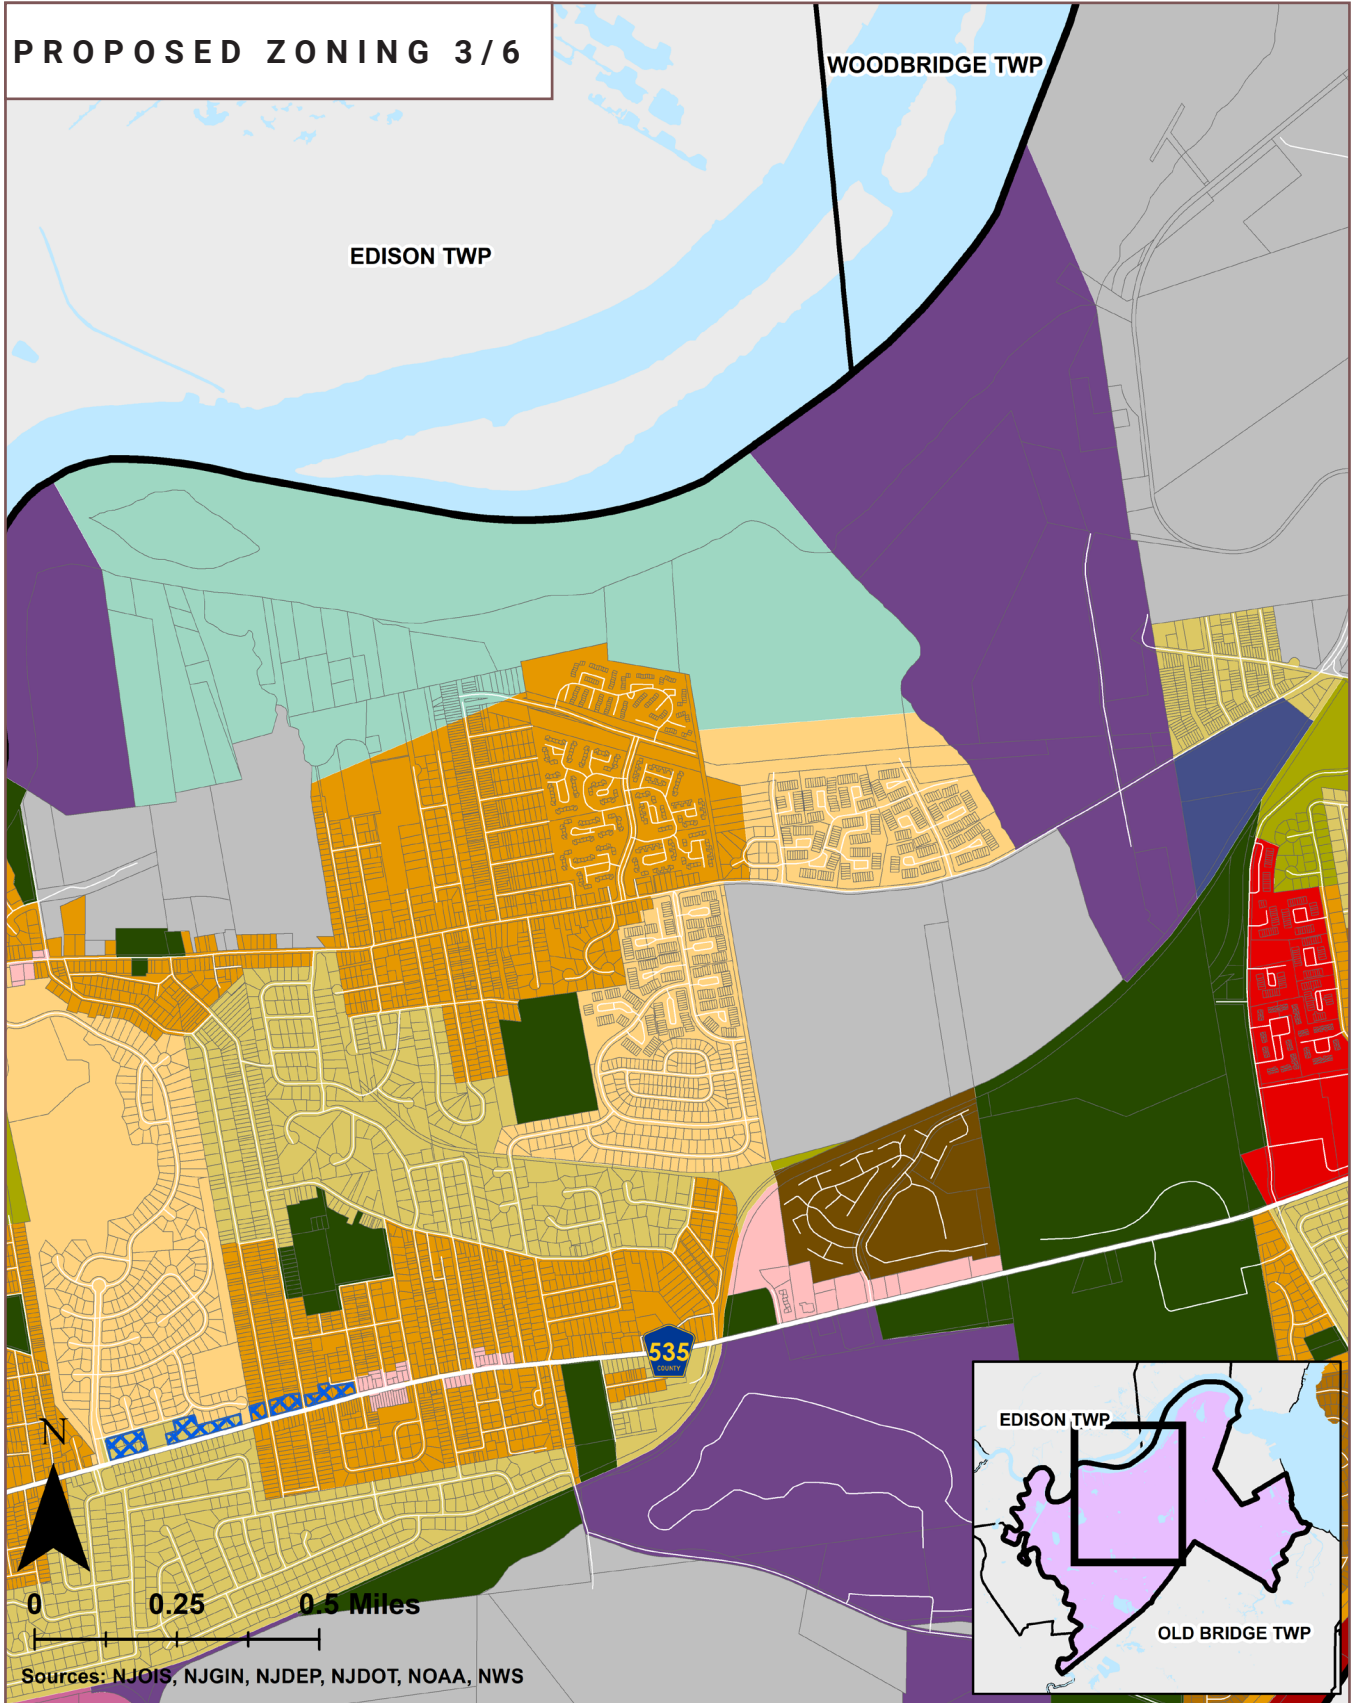 PROPOSED ZONING 3/6
WOODBRIDGE TWP
EDISON TWP
535
COUNTY
N
EDISON TWP
OLD BRIDGE TWP
0 0.25 0.5 Miles
Sources: NJOIS, NJGIN, NJDEP, NJDOT, NOAA, NWS